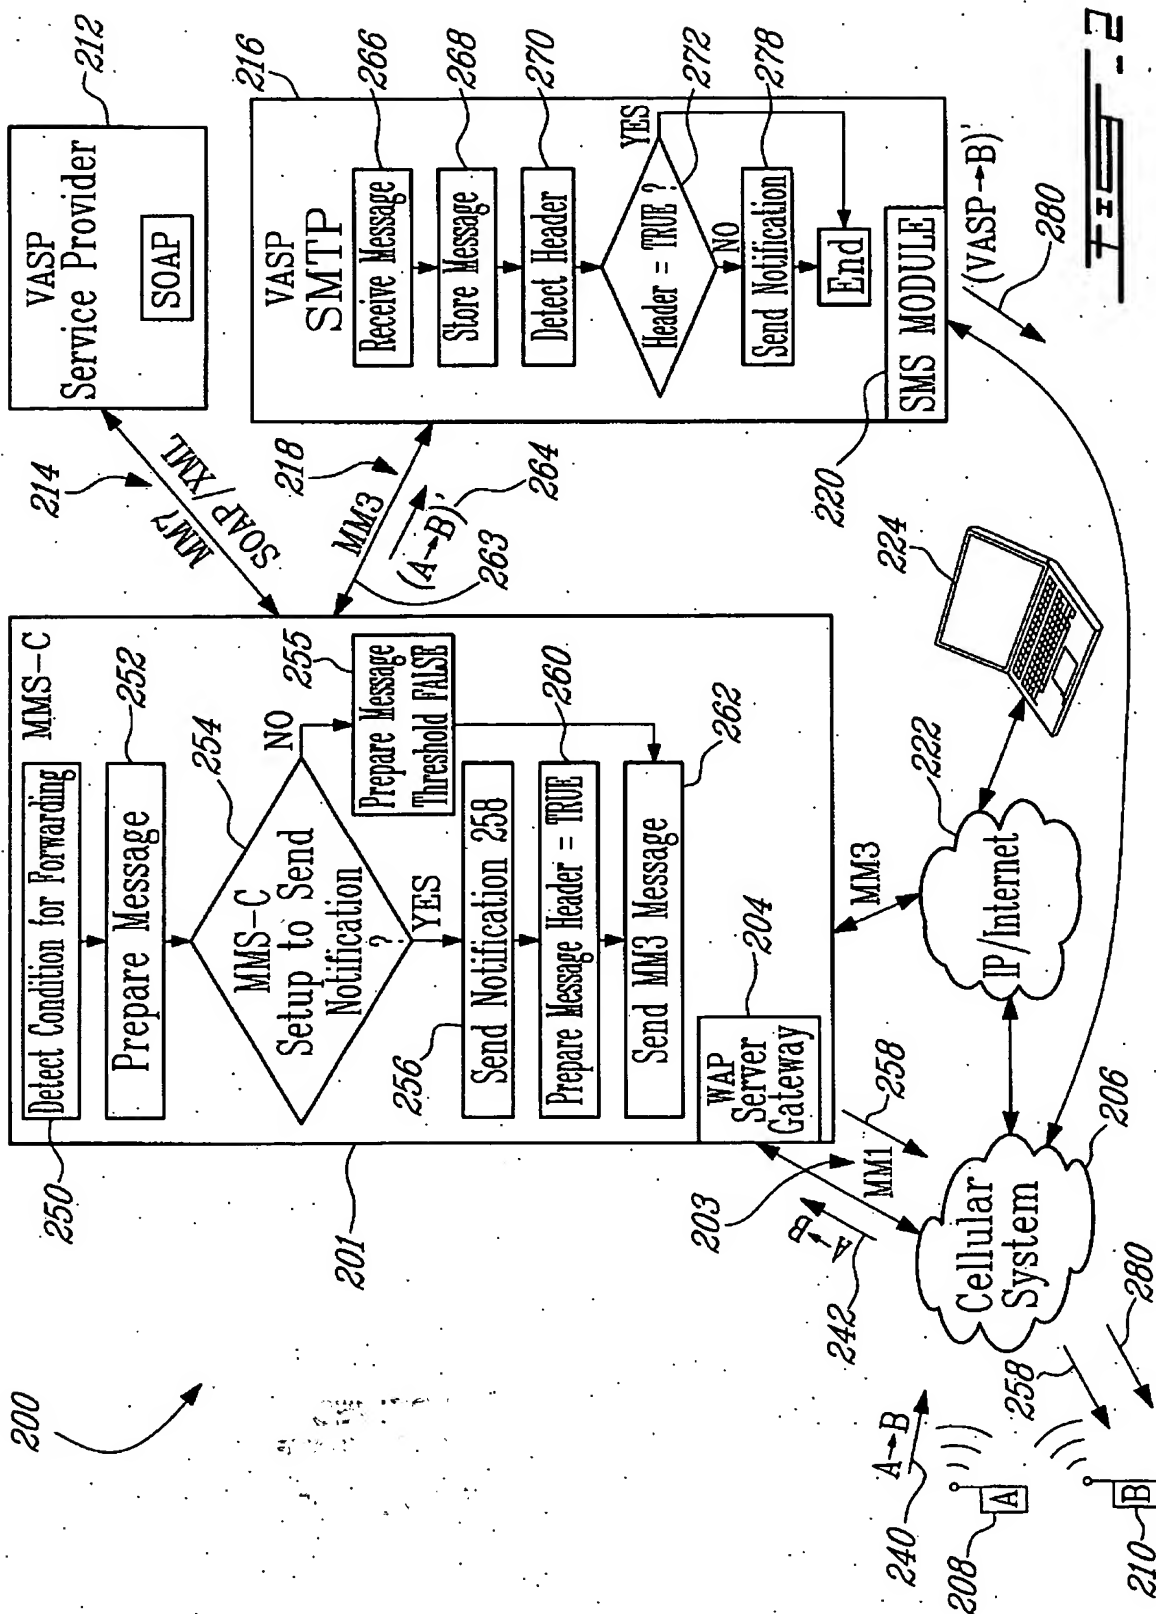 200
MMS-C
Detect Condition for Forwarding
250
Prepare Message
252
MMS-C
Setup to Send
Notification
?
254
NO
YES
255
Prepare Message
Threshold FALSE
256
Send Notification 258
Prepare Message Header = TRUE
260
Send MM3 Message
262
201
WAP
Server
Gateway
204
214
MM7
SOAP/XML
VASP
Service Provider
SOAP
212
218
MM3
(A→B)'
263
264
216
VASP
SMTP
Receive Message
266
Store Message
268
Detect Header
270
Header = TRUE ?
272
YES
NO
Send Notification
278
End
SMS MODULE
220
(VASP→B)'
280
203
MM1
258
A→B
242
MM3
IP/Internet
222
224
Cellular
System
206
A→B
240
A
208
B
210
258
280
FIG-2